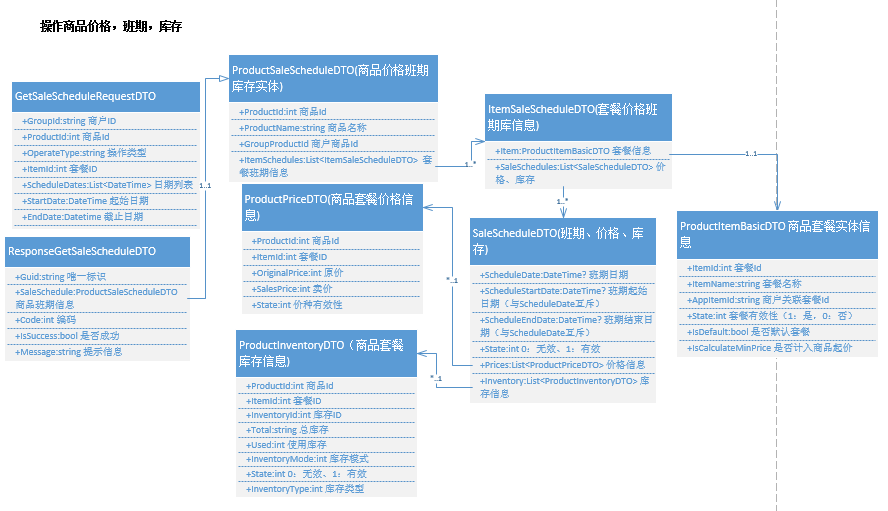 操作商品价格，班期，库存
GetSaleScheduleRequestDTO
+GroupId:string 商户ID
+ProductId:int 商品Id
+OperateType:string 操作类型
+ItemId:int 套餐ID
+ScheduleDates:List<DateTime> 日期列表
+StartDate:DateTime 起始日期
+EndDate:Datetime 截止日期
1..1
ResponseGetSaleScheduleDTO
+Guid:string 唯一标识
+SaleSchedule:ProductSaleScheduleDTO
商品班期信息
+Code:int 编码
+IsSuccess:bool 是否成功
+Message:string 提示信息
ProductSaleScheduleDTO(商品价格班期
库存实体)
+ProductId:int 商品Id
+ProductName:string 商品名称
+GroupProductId 商户商品Id
+ItemSchedules:List<ItemSaleScheduleDTO> 套
餐班期信息
1..*
ProductPriceDTO(商品套餐价格信
息)
+ProductId:int 商品Id
+ItemId:int 套餐ID
+OriginalPrice:int 原价
+SalesPrice:int 卖价
+State:int 价种有效性
*..1
ProductInventoryDTO（商品套餐
库存信息)
+ProductId:int 商品Id
+ItemId:int 套餐ID
+InventoryId:int 库存ID
+Total:string 总库存
+Used:int 使用库存
+InventoryMode:int 库存模式
+State:int 0：无效、1：有效
+InventoryType:int 库存类型
*..1
ItemSaleScheduleDTO(套餐价格班
期库信息)
+Item:ProductItemBasicDTO 套餐信息
+SaleSchedules:List<SaleScheduleDTO> 价
格、库存
1..1
1..*
SaleScheduleDTO(班期、价格、库
存)
+ScheduleDate:DateTime? 班期日期
+ScheduleStartDate:DateTime? 班期起始
日期（与ScheduleDate互斥）
+ScheduleEndDate:DateTime? 班期结束日
期（与ScheduleDate互斥）
+State:int 0：无效、1：有效
+Prices:List<ProductPriceDTO> 价格信息
+Inventory:List<ProductInventoryDTO> 库
存信息
ProductItemBasicDTO 商品套餐实体信
息
+ItemId:int 套餐Id
+ItemName:string 套餐名称
+AppItemId:string 商户关联套餐Id
+State:int 套餐有效性（1：是，0：否）
+IsDefault:bool 是否默认套餐
+IsCalculateMinPrice 是否计入商品起价